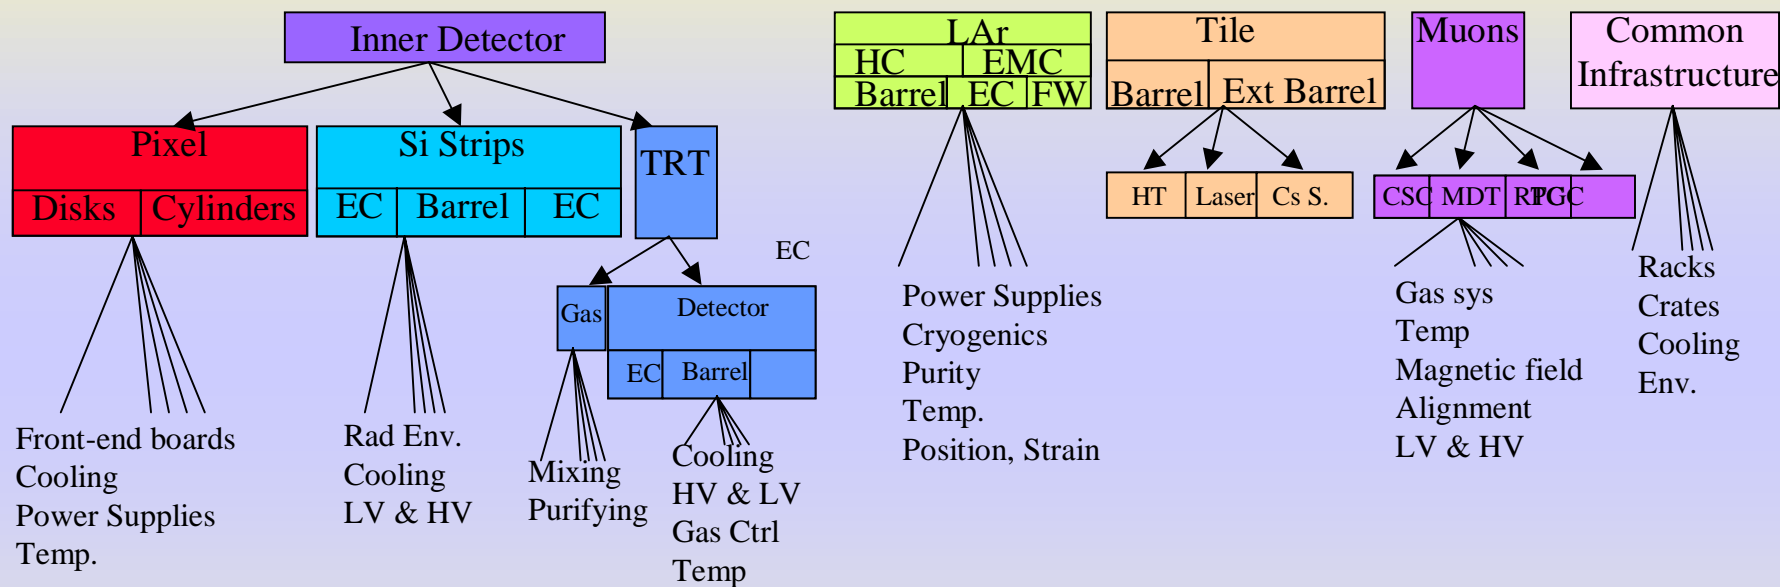 Inner Detector
Pixel
Disks Cylinders
Front-end boards
Cooling
Power Supplies
Temp.
Si Strips
EC Barrel EC
Rad Env.
Cooling
LV & HV
TRT
EC
Gas
Mixing
Purifying
Detector
EC Barrel
Cooling
HV & LV
Gas Ctrl
Temp
LAr
HC EMC
Barrel EC FW
Power Supplies
Cryogenics
Purity
Temp.
Position, Strain
Tile
Barrel Ext Barrel
HT Laser Cs S.
Muons
CSC MDT RPC TGC
Gas sys
Temp
Magnetic field
Alignment
LV & HV
Common
Infrastructure
Racks
Crates
Cooling
Env.